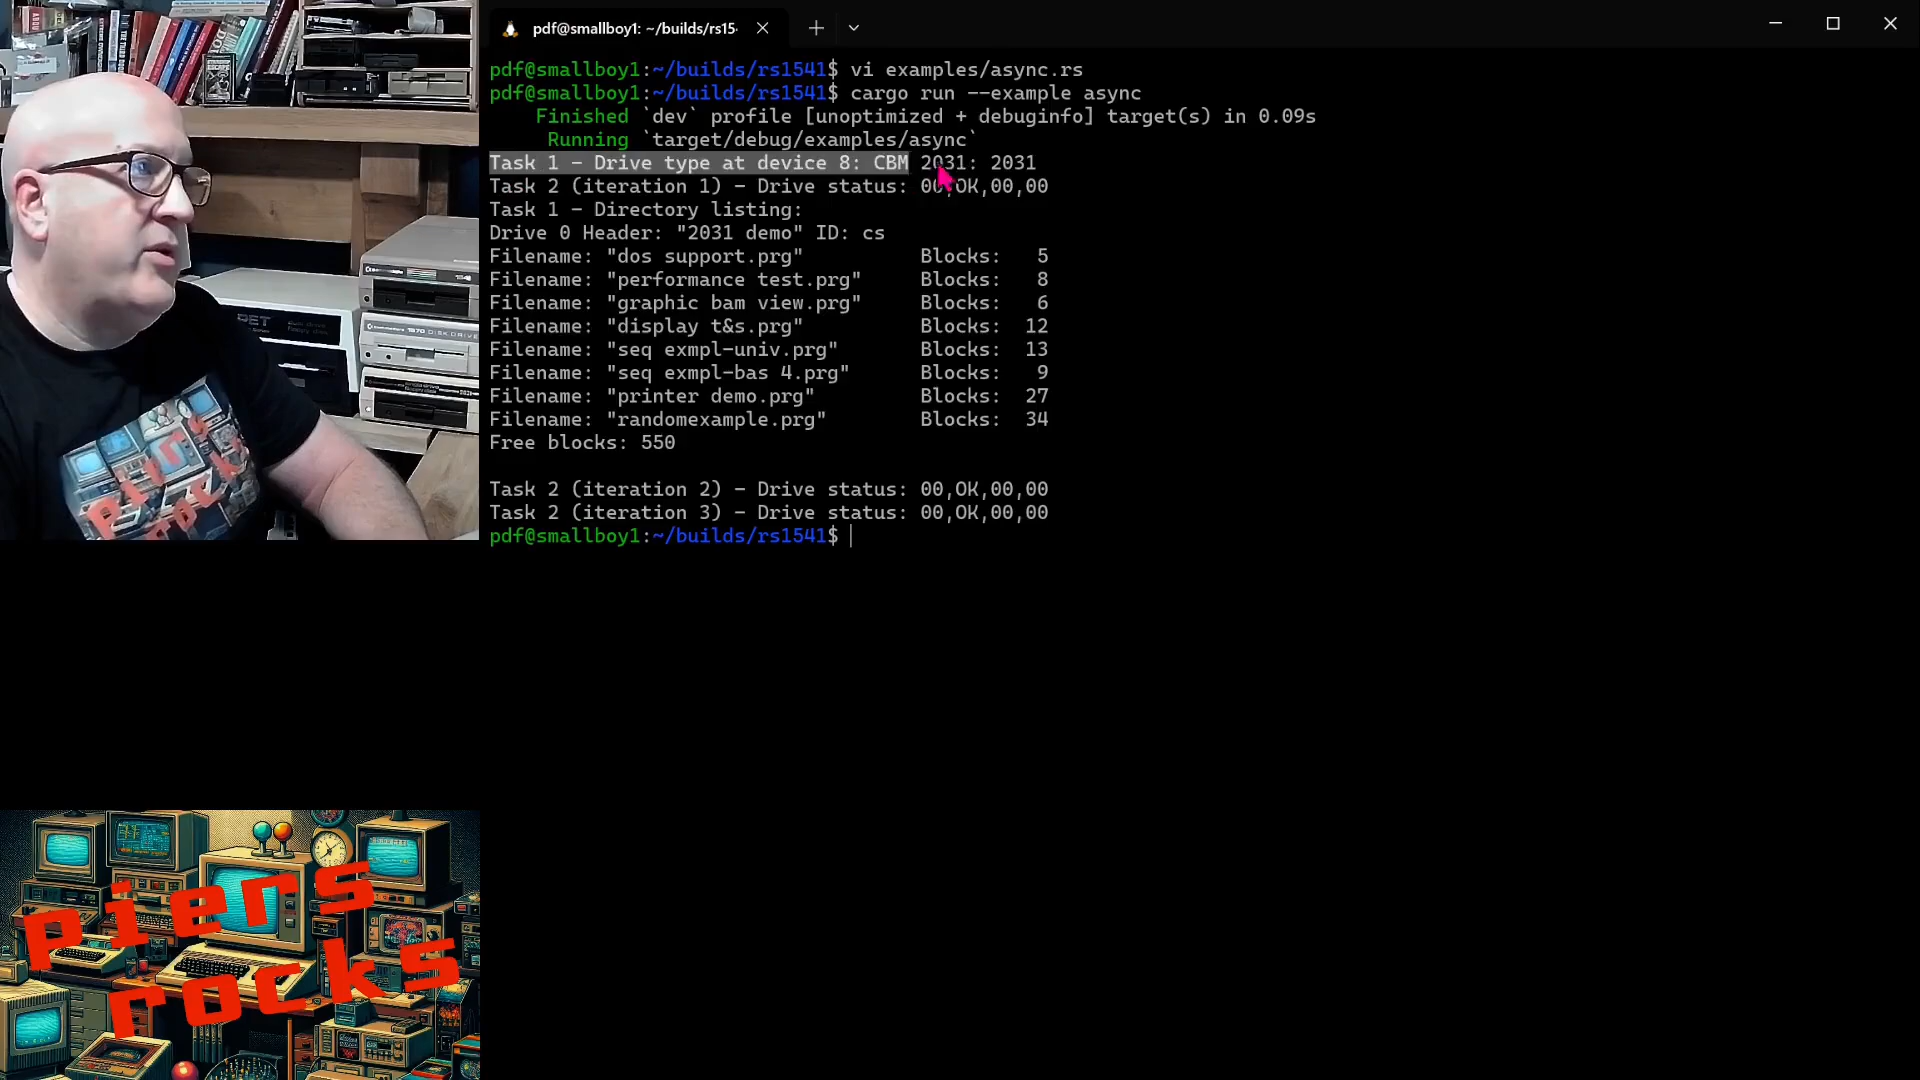 pdf@smallboy1: ~/builds/rs15
pdf@smallboy1:~/builds/rs1541$ vi examples/async.rs
pdf@smallboy1:~/builds/rs1541$ cargo run --example async
Finished `dev` profile [unoptimized + debuginfo] target(s) in 0.09s
Running `target/debug/examples/async`
Task 1 - Drive type at device 8: CBM 2031: 2031
Task 2 (iteration 1) - Drive status: 00,OK,00,00
Task 1 - Directory listing:
Drive 0 Header: "2031 demo" ID: cs
Filename: "dos support.prg" Blocks: 5
Filename: "performance test.prg" Blocks: 8
Filename: "graphic bam view.prg" Blocks: 6
Filename: "display t&s.prg" Blocks: 12
Filename: "seq exmpl-univ.prg" Blocks: 13
Filename: "seq exmpl-bas 4.prg" Blocks: 9
Filename: "printer demo.prg" Blocks: 27
Filename: "randomexample.prg" Blocks: 34
Free blocks: 550
Task 2 (iteration 2) - Drive status: 00,OK,00,00
Task 2 (iteration 3) - Drive status: 00,OK,00,00
pdf@smallboy1:~/builds/rs1541$
PET
piers
rocks